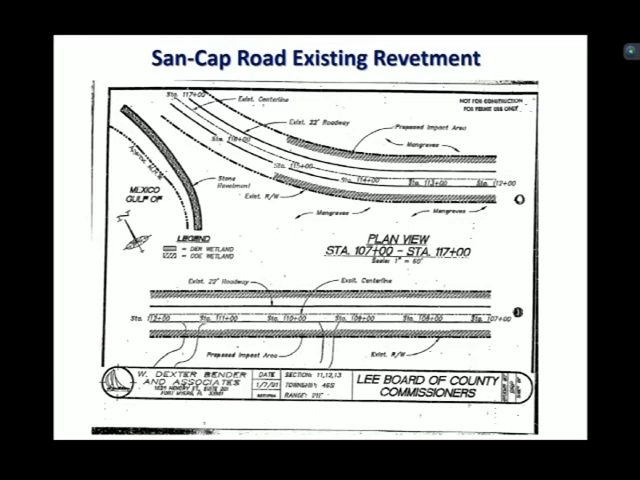 San-Cap Road Existing Revetment
Sta. 117+00
Exist. Centerline
NOT FOR CONSTRUCTION
FOR PERMIT USE ONLY
Exist. 22' Roadway
Proposed Impact Area
Sta. 116+00
Mangroves
Sta. 115+00
Sta. 114+00
Sta. 113+00
Sta. 112+00
Stone
Revetment
Exist. R/W
MEXICO
GULF OF
Mangroves
Mangroves
LEGEND
= DER WETLAND
= COE WETLAND
PLAN VIEW
STA. 107+00 - STA. 117+00
Scale: 1" = 60'
Exist. 22' Roadway
Exist. Centerline
Sta. 112+00
Sta. 111+00
Sta. 110+00
Sta. 109+00
Sta. 108+00
Sta. 107+00
Proposed Impact Area
Exist. R/W
W. DEXTER BENDER
AND ASSOCIATES
FORT MYERS, FL
DATE
1/7/91
SECTION: 11,12,13
TOWNSHIP: 46S
RANGE: 21E
LEE BOARD OF COUNTY
COMMISSIONERS